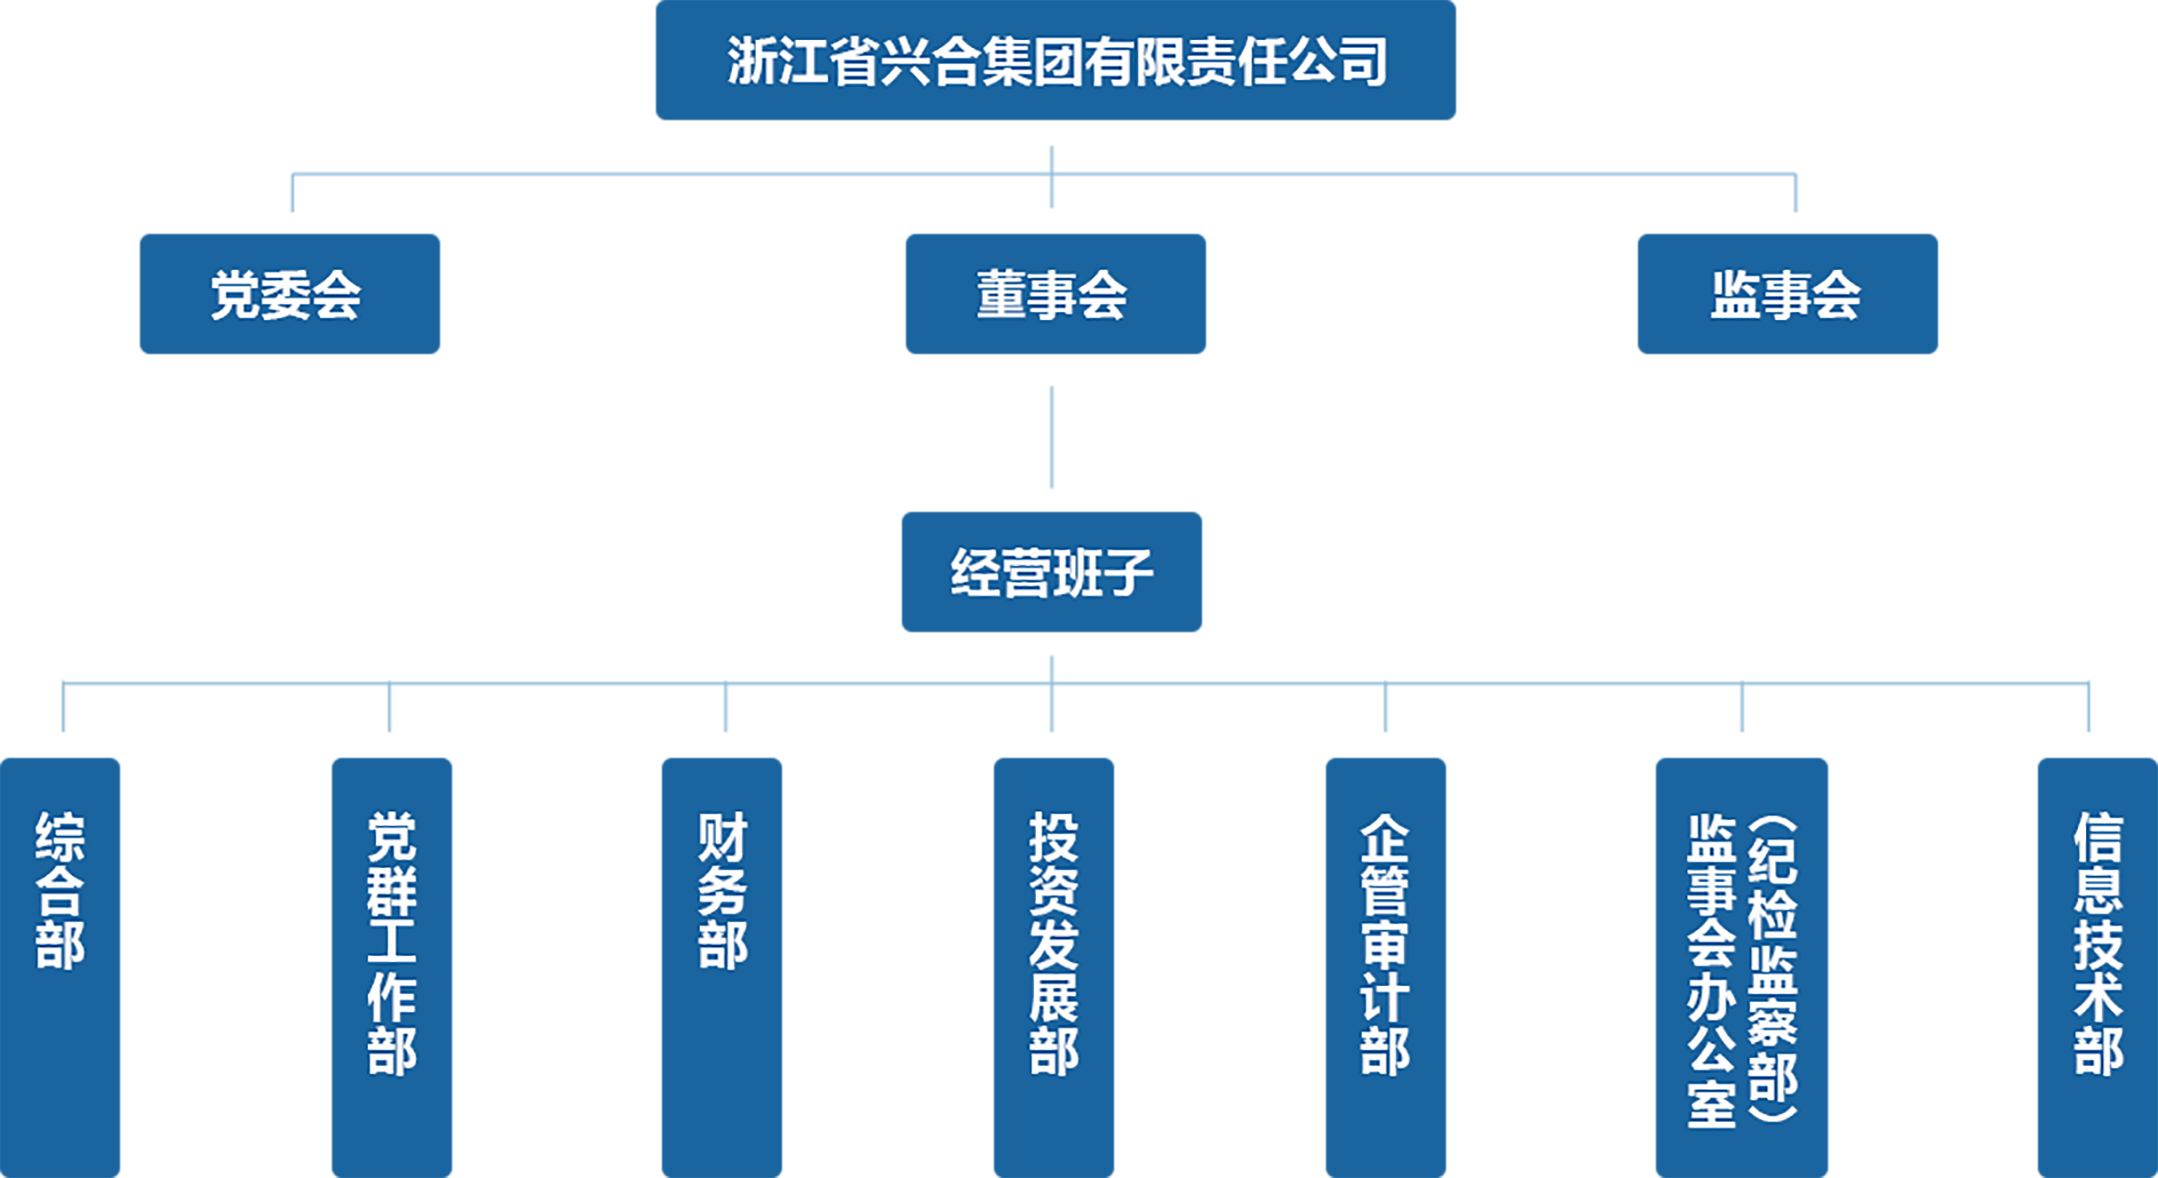 浙江省兴合集团有限责任公司
党委会
董事会
监事会
经营班子
综合部
党群工作部
财务部
投资发展部
企管审计部
监事会办公室
（纪检监察部）
信息技术部